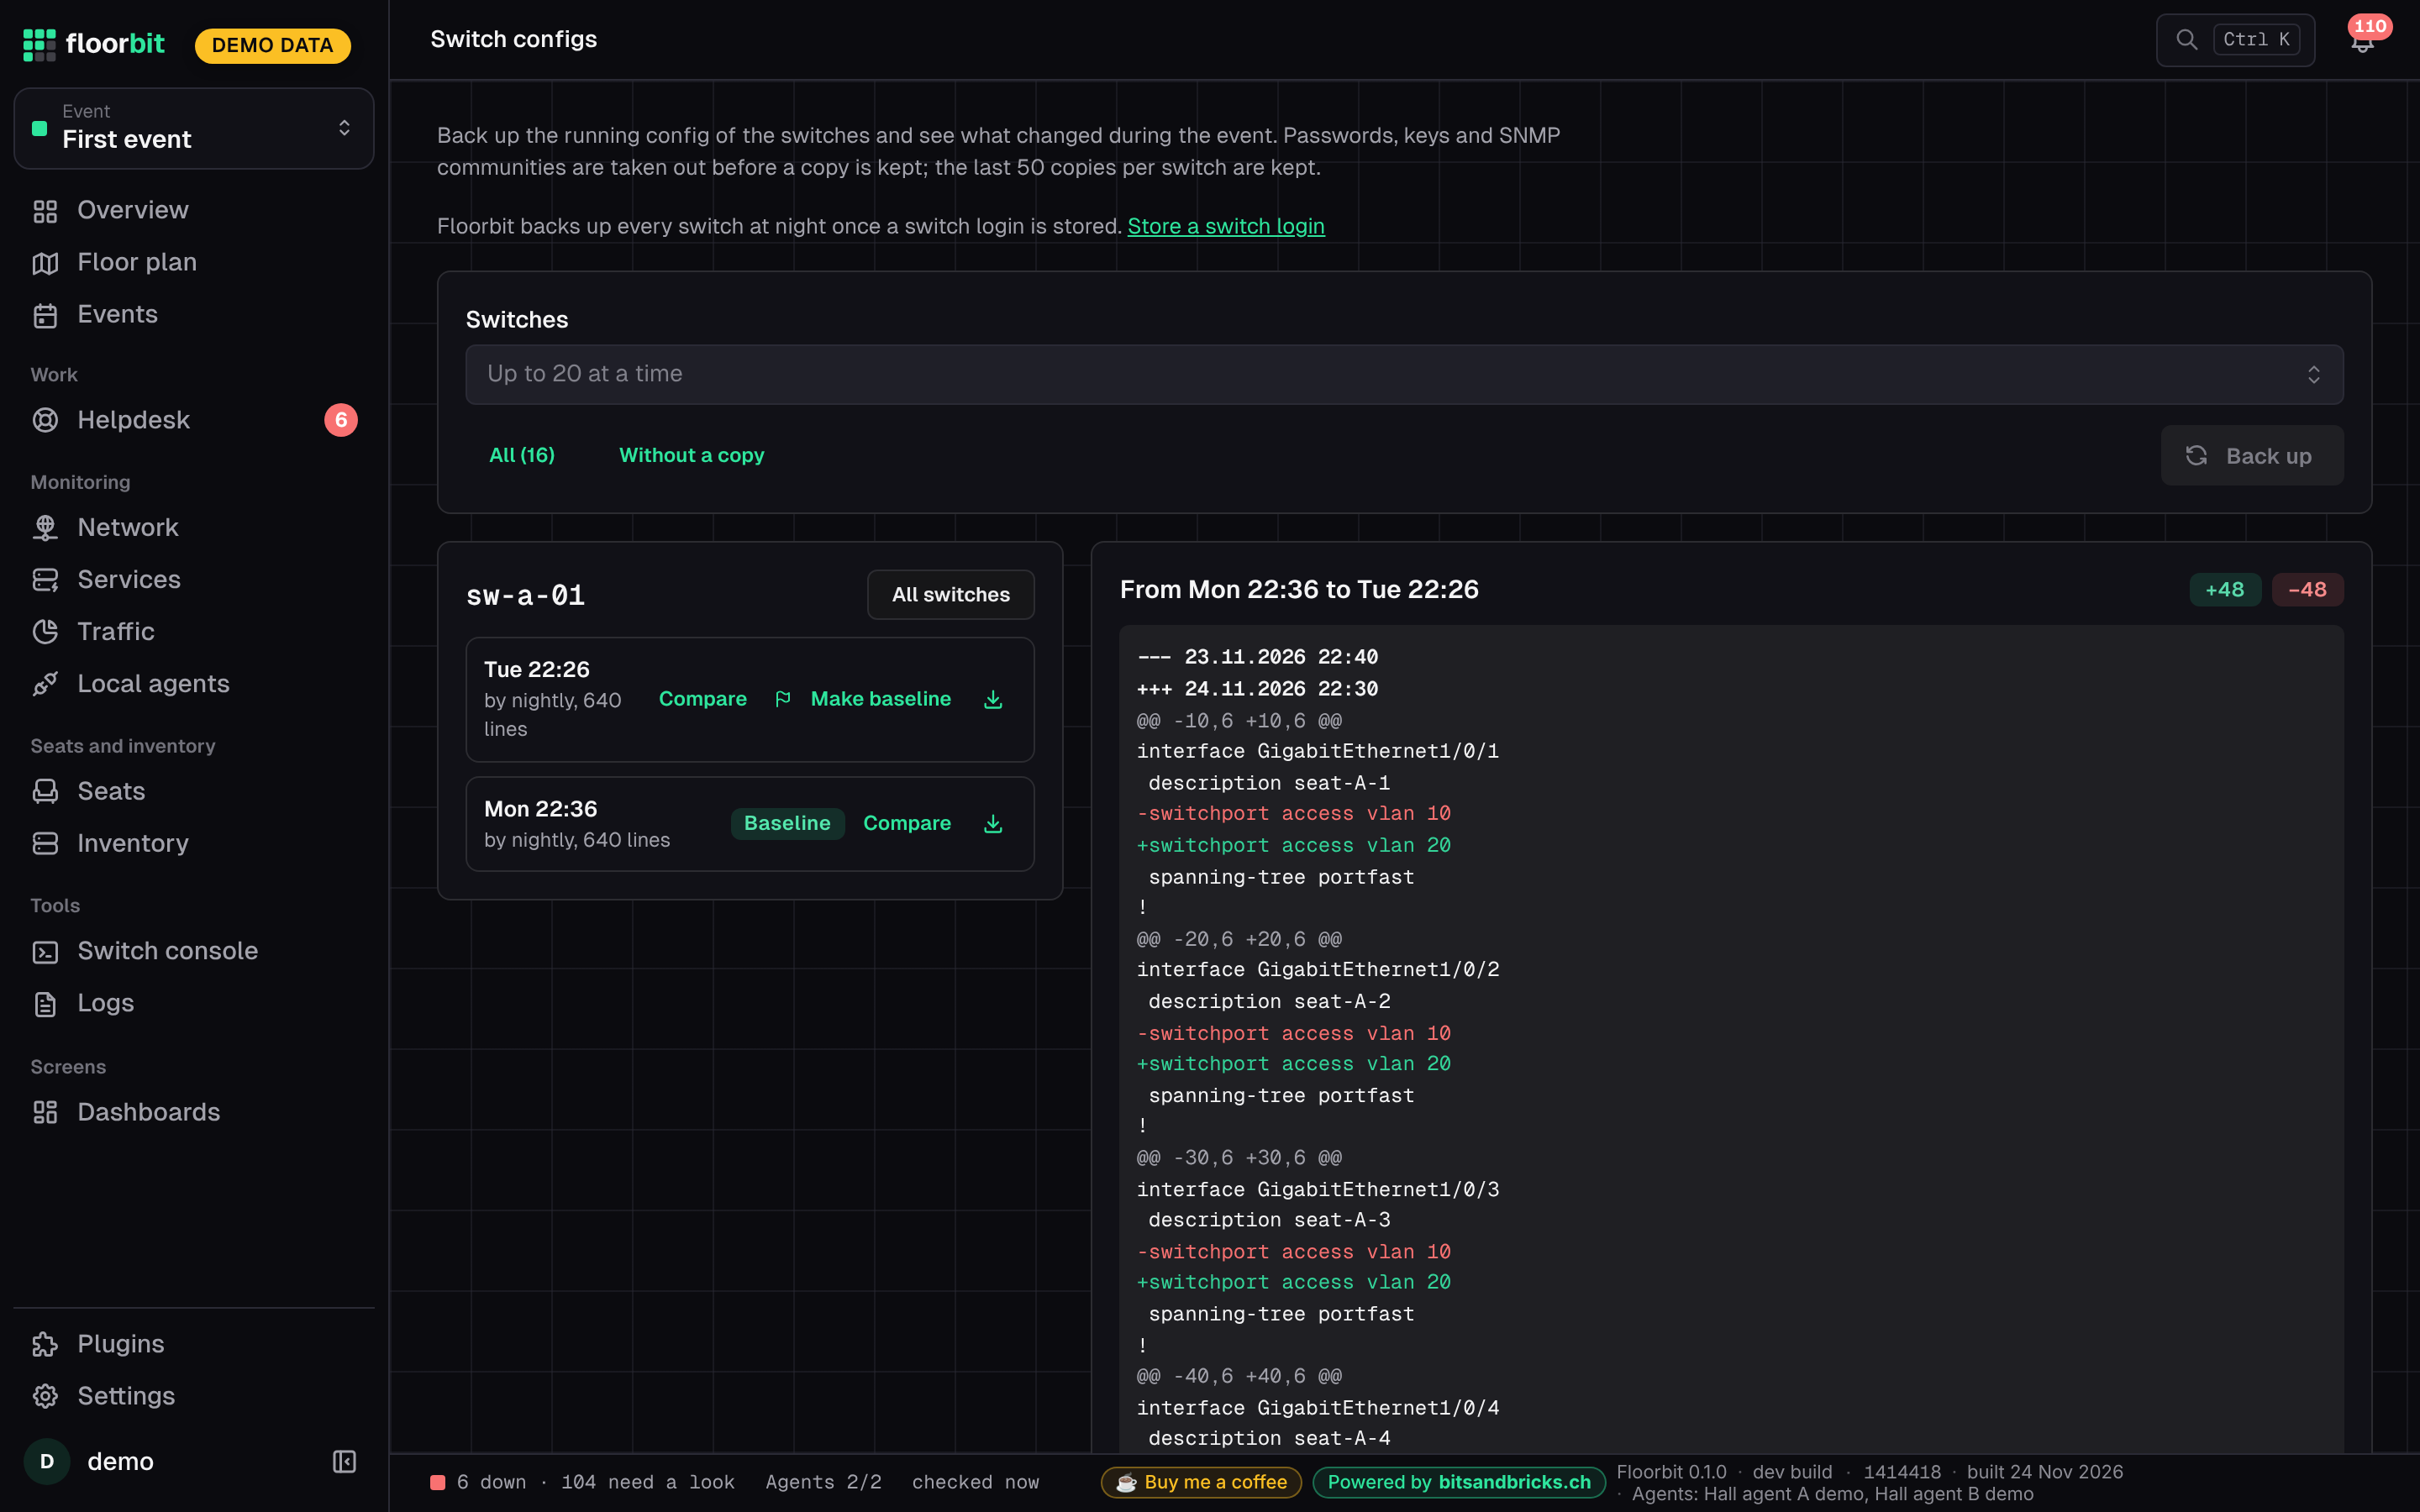 floorbit
DEMO DATA
Event
First event
Overview
Floor plan
Events
Work
Helpdesk
6
Monitoring
Network
Services
Traffic
Local agents
Seats and inventory
Seats
Inventory
Tools
Switch console
Logs
Screens
Dashboards
Plugins
Settings
D
demo
Switch configs
Ctrl K
110
Back up the running config of the switches and see what changed during the event. Passwords, keys and SNMP
communities are taken out before a copy is kept; the last 50 copies per switch are kept.
Floorbit backs up every switch at night once a switch login is stored. Store a switch login
Switches
Up to 20 at a time
All (16)
Without a copy
Back up
sw-a-01
All switches
Tue 22:26
by nightly, 640
lines
Compare
Make baseline
Mon 22:36
by nightly, 640 lines
Baseline
Compare
From Mon 22:36 to Tue 22:26
+48
−48
--- 23.11.2026 22:40
+++ 24.11.2026 22:30
@@ -10,6 +10,6 @@
interface GigabitEthernet1/0/1
 description seat-A-1
-switchport access vlan 10
+switchport access vlan 20
 spanning-tree portfast
!
@@ -20,6 +20,6 @@
interface GigabitEthernet1/0/2
 description seat-A-2
-switchport access vlan 10
+switchport access vlan 20
 spanning-tree portfast
!
@@ -30,6 +30,6 @@
interface GigabitEthernet1/0/3
 description seat-A-3
-switchport access vlan 10
+switchport access vlan 20
 spanning-tree portfast
!
@@ -40,6 +40,6 @@
interface GigabitEthernet1/0/4
 description seat-A-4
6 down · 104 need a look
Agents 2/2
checked now
☕ Buy me a coffee
Powered by bitsandbricks.ch
Floorbit 0.1.0 · dev build · 1414418 · built 24 Nov 2026
· Agents: Hall agent A demo, Hall agent B demo